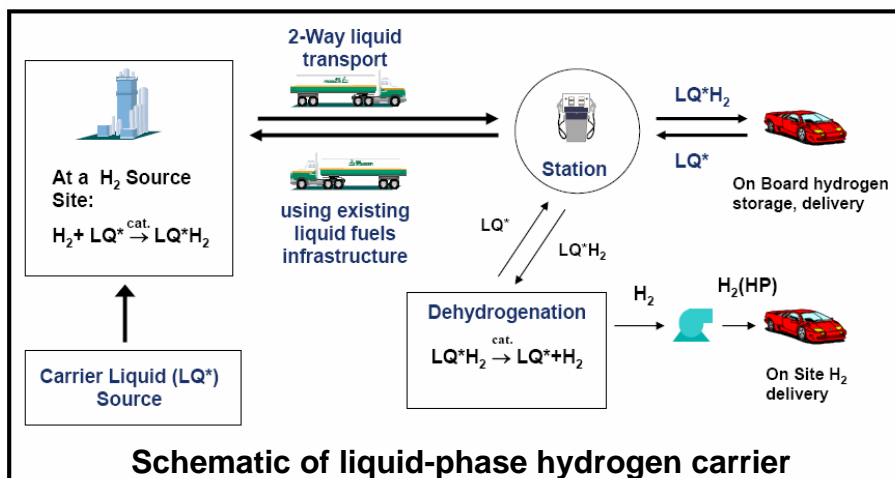 2-Way liquid
transport
At a H₂ Source
Site:
H₂+ LQ* cat. → LQ*H₂
using existing
liquid fuels
infrastructure
Carrier Liquid (LQ*)
Source
Station
LQ*H₂
LQ*
On Board hydrogen
storage, delivery
LQ*
LQ*H₂
Dehydrogenation
cat.
LQ*H₂ → LQ*+H₂
H₂
H₂(HP)
On Site H₂
delivery
Schematic of liquid-phase hydrogen carrier